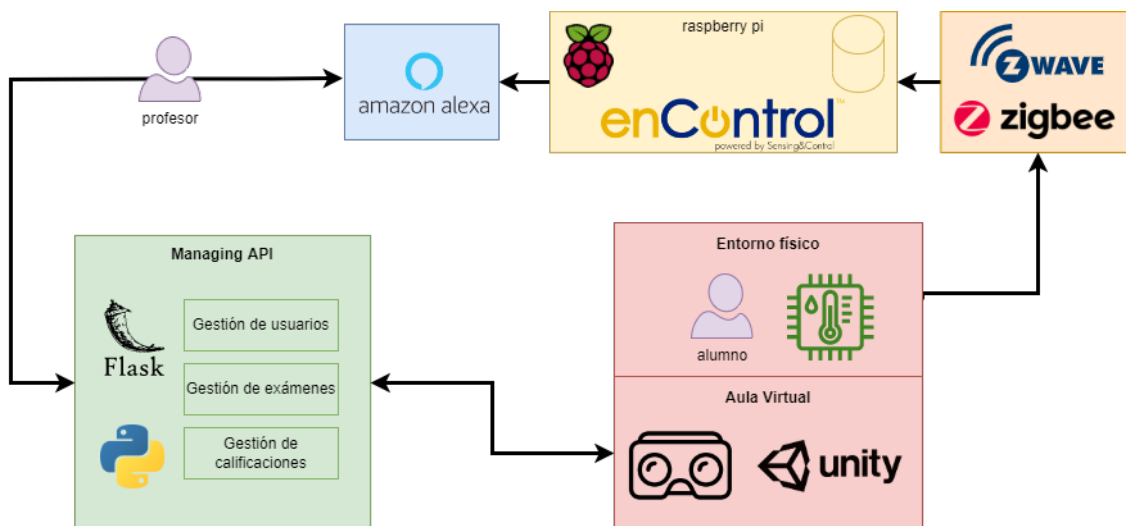 profesor
amazon alexa
raspberry pi
enControl™
powered by Sensing&Control
Z WAVE
zigbee
Managing API
Flask
Gestión de usuarios
Gestión de exámenes
Gestión de
calificaciones
Entorno físico
alumno
Aula Virtual
unity